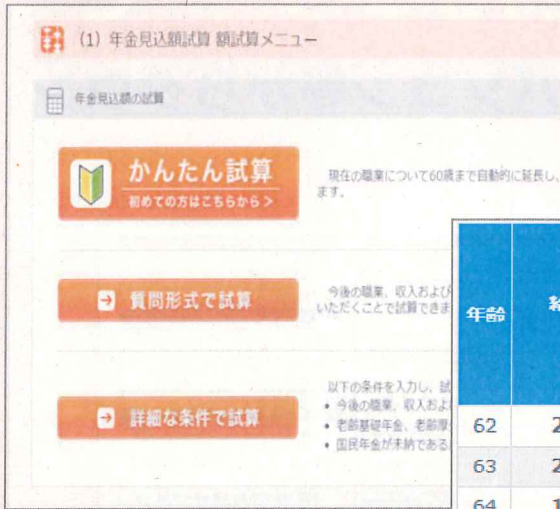 (1) 年金見込額試算 額試算メニュー
年金見込額の試算
かんたん試算
初めての方はこちらから >
現在の職業について60歳まで自動的に延長し、
ます。
質問形式で試算
今後の職業、収入および
いただくことで試算できま
詳細な条件で試算
以下の条件を入力し、試
• 今後の職業、収入およ
• 老齢基礎年金、老齢厚
• 国民年金が未納である
年齢
62 2
63 2
64 1